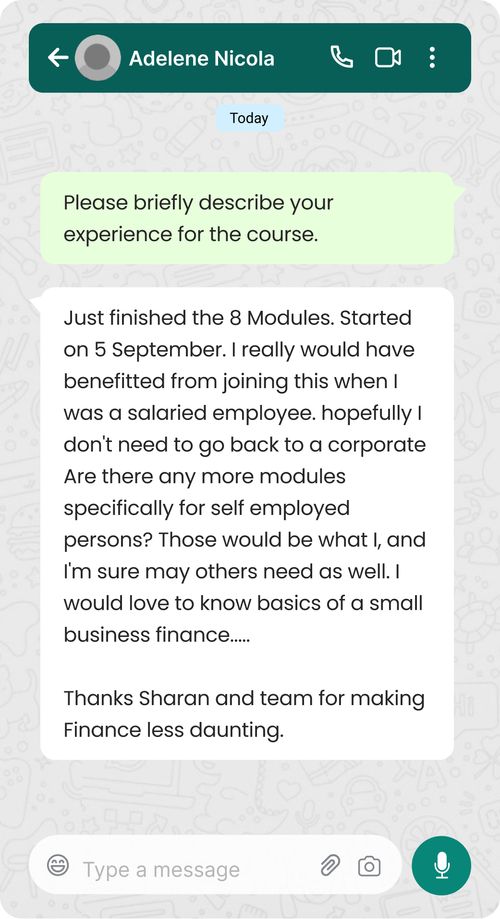 Adelene Nicola
Today
Please briefly describe your
experience for the course.
Just finished the 8 Modules. Started
on 5 September. I really would have
benefitted from joining this when I
was a salaried employee. hopefully I
don't need to go back to a corporate
Are there any more modules
specifically for self employed
persons? Those would be what I, and
I'm sure may others need as well. I
would love to know basics of a small
business finance.....
Thanks Sharan and team for making
Finance less daunting.
Type a message